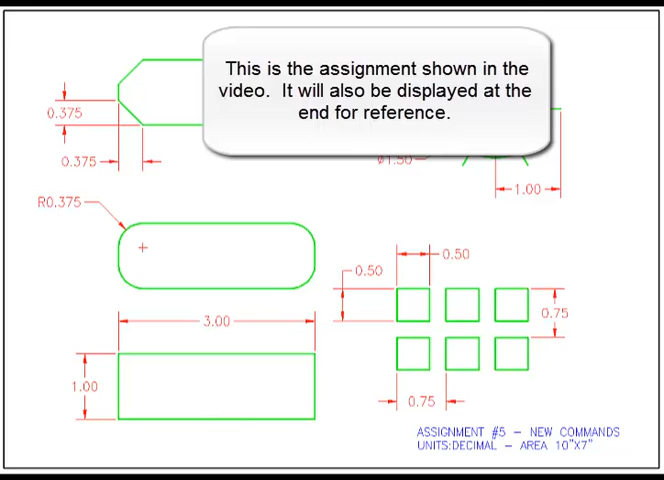 This is the assignment shown in the
video.  It will also be displayed at the
end for reference.
0.375
0.375
Ø1.50
1.00
R0.375
0.50
0.50
3.00
0.75
1.00
0.75
ASSIGNMENT #5 – NEW COMMANDS
UNITS:DECIMAL – AREA 10"X7"